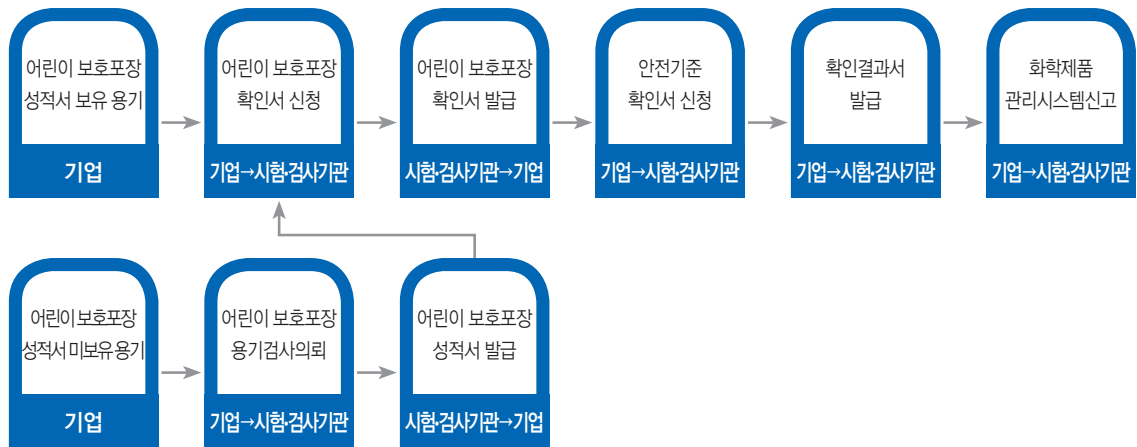 어린이 보호포장
성적서 보유 용기
기업
어린이 보호포장
확인서 신청
기업→시험·검사기관
어린이 보호포장
확인서 발급
시험·검사기관→기업
안전기준
확인서 신청
기업→시험·검사기관
확인결과서
발급
기업→시험·검사기관
화학제품
관리시스템신고
기업→시험·검사기관
어린이 보호포장
성적서 미보유 용기
기업
어린이 보호포장
용기검사의뢰
기업→시험·검사기관
어린이 보호포장
성적서 발급
시험·검사기관→기업